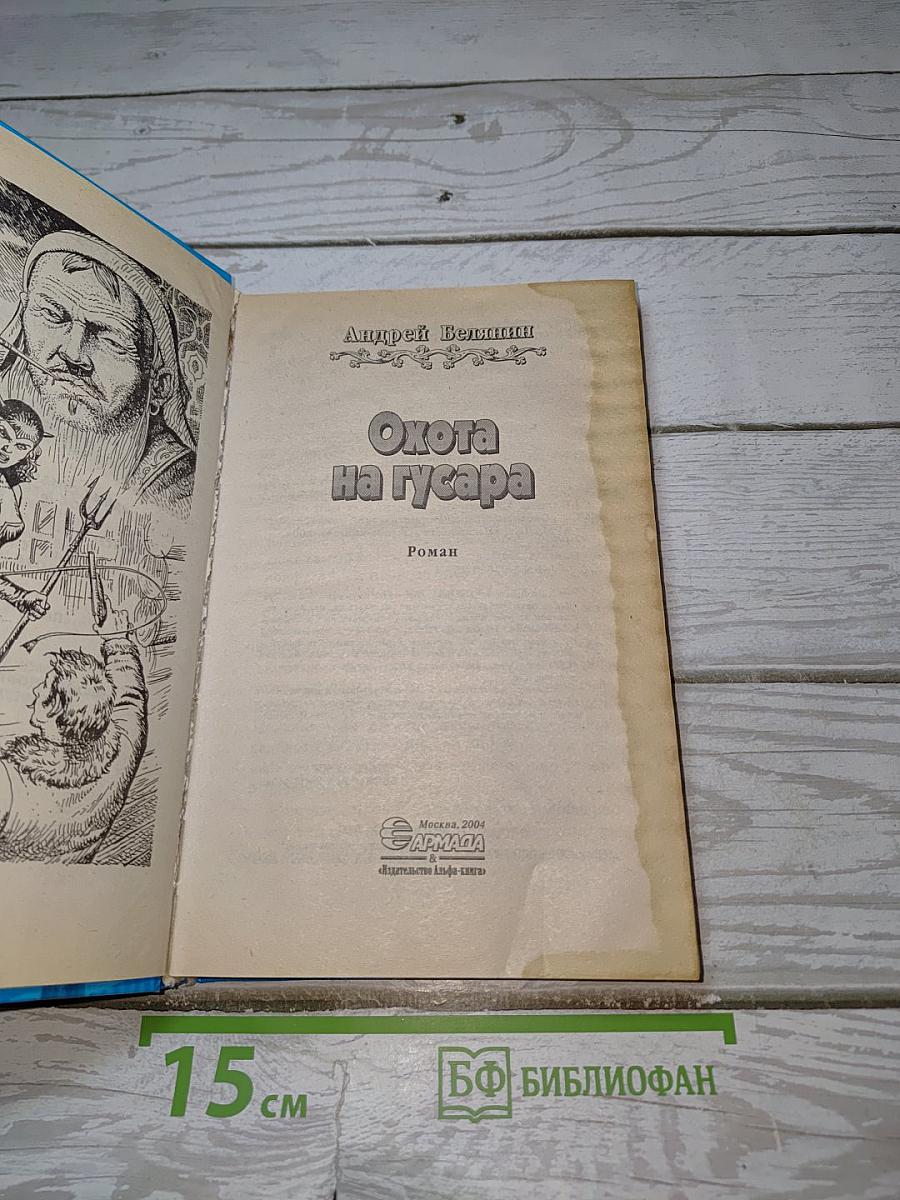 Андрей Белянин
Охота
на гусара
Роман
Москва, 2004
АРМАДА
&
«Издательство Альфа-книга»
15 см
БФ БИБЛИОФАН